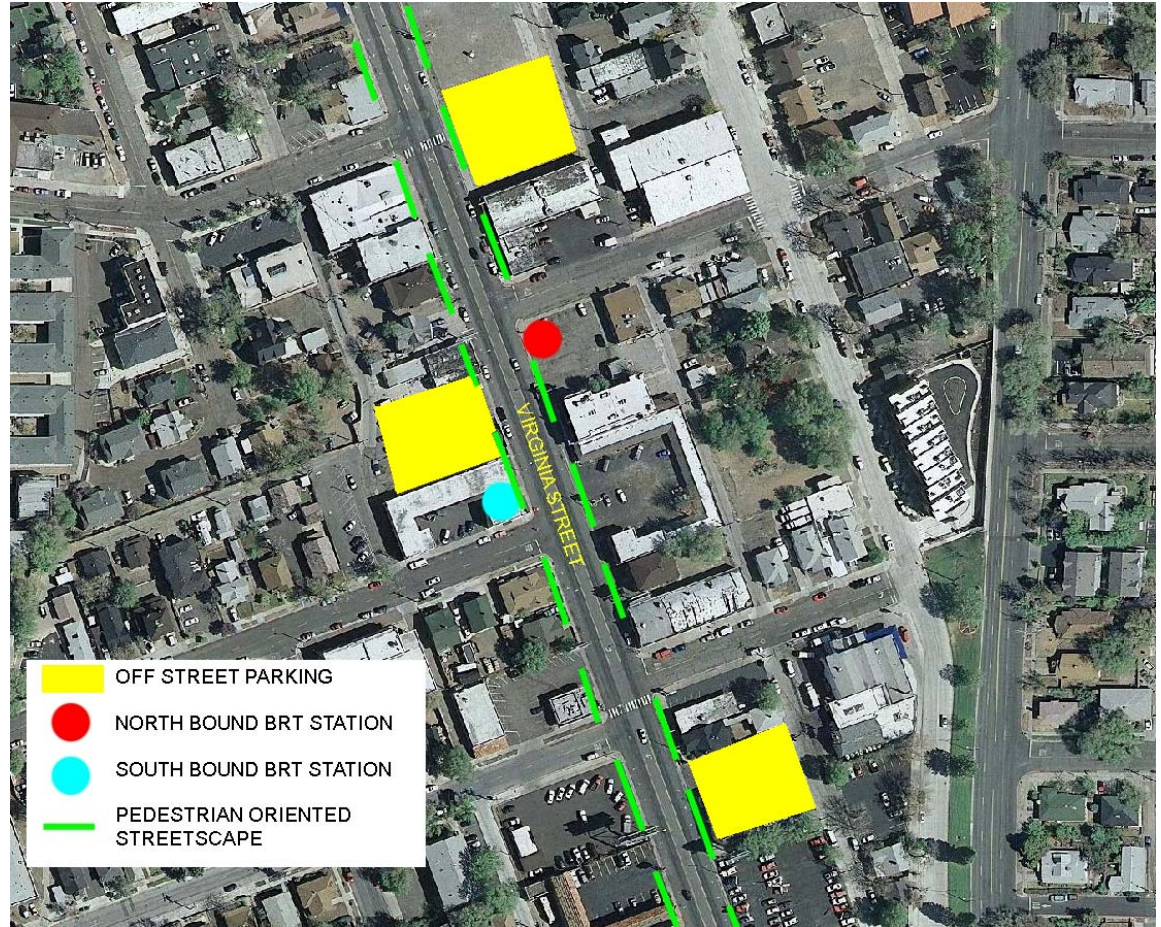 VIRGINIA STREET
OFF STREET PARKING
NORTH BOUND BRT STATION
SOUTH BOUND BRT STATION
PEDESTRIAN ORIENTED
STREETSCAPE